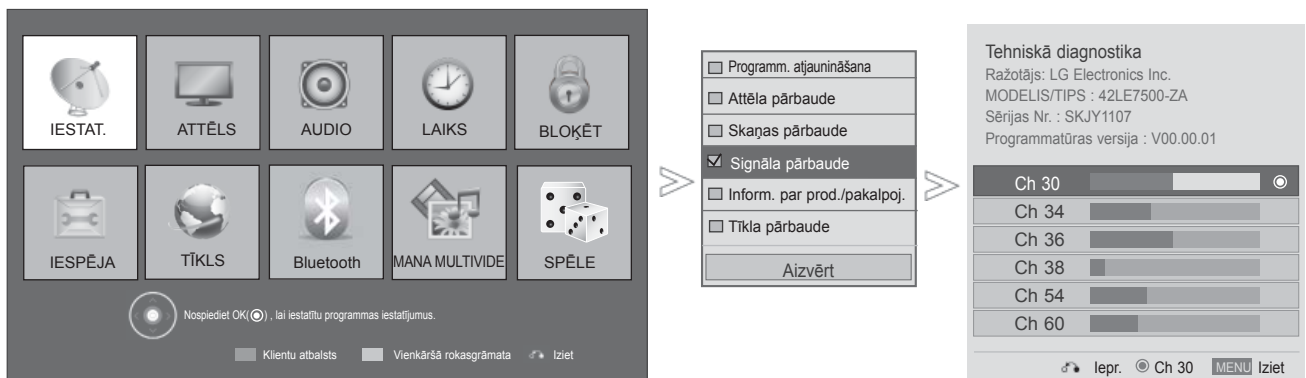 IESTAT.
ATTĒLS
AUDIO
LAIKS
BLOĶĒT
IESPĒJA
TĪKLS
Bluetooth
MANA MULTIVIDE
SPĒLE
Nospiediet OK(◉) , lai iestatītu programmas iestatījumus.
Klientu atbalsts Vienkāršā rokasgrāmata Iziet
Programm. atjaunināšana
Attēla pārbaude
Skaņas pārbaude
Signāla pārbaude
Inform. par prod./pakalpoj.
Tīkla pārbaude
Aizvērt
Tehniskā diagnostika
Ražotājs: LG Electronics Inc.
MODELIS/TIPS : 42LE7500-ZA
Sērijas Nr. : SKJY1107
Programmatūras versija : V00.00.01
Ch 30
Ch 34
Ch 36
Ch 38
Ch 54
Ch 60
Iepr. ◉ Ch 30 MENU Iziet